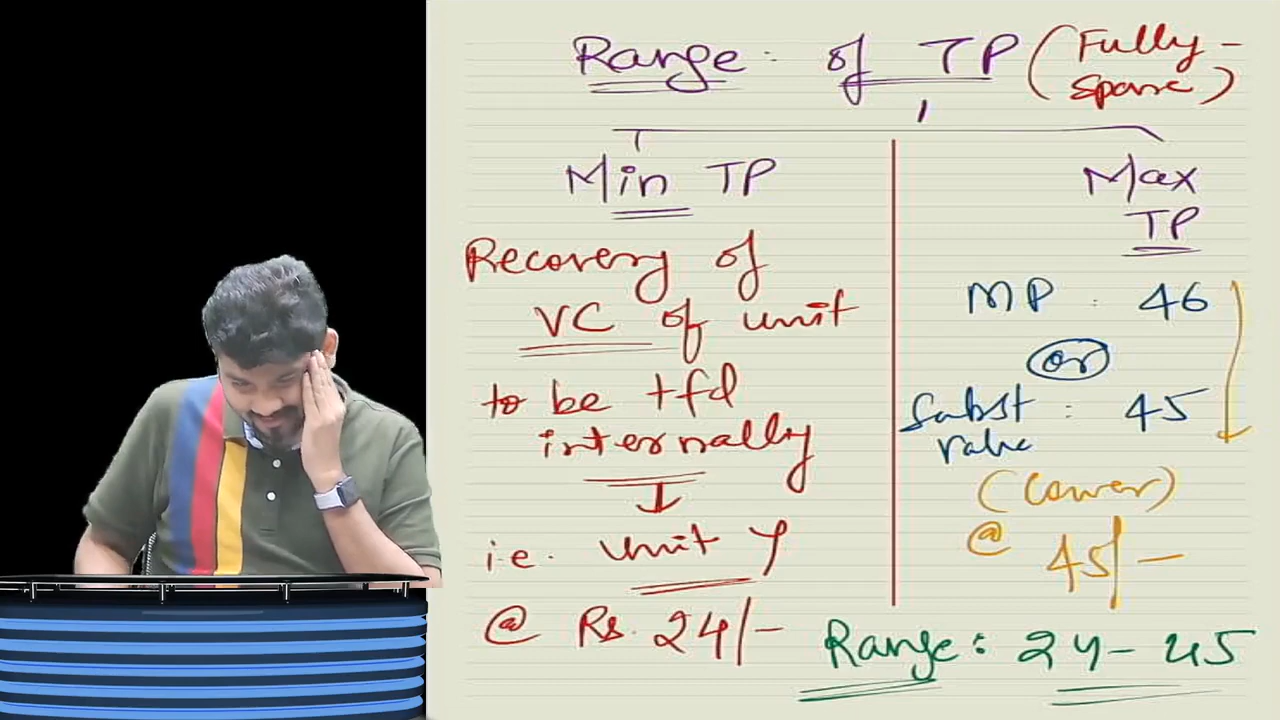 Range: of TP (Fully-
Spare)
Min TP
Recovery of
VC of unit
to be tfd
internally
i.e. unit Y
@ Rs. 24/-
Max
TP
MP : 46
or
Subst : 45
value
(Lower)
@ 45/-
Range: 24-45